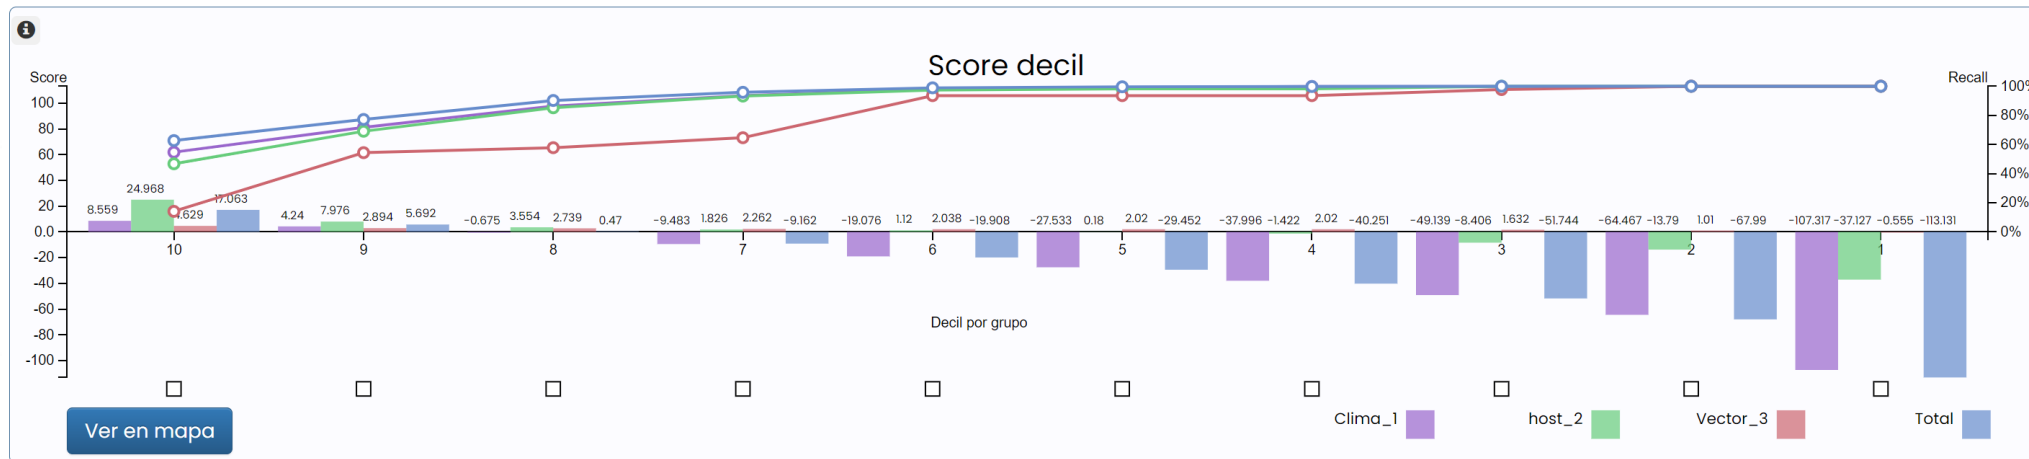 Score decil
Score
Recall
100
80
60
40
20
0.0
-20
-40
-60
-80
-100
100%
80%
60%
40%
20%
0%
8.559 24.968 4.629 17.063
4.24 7.976 2.894 5.692
−0.675 3.554 2.739 0.47
−9.483 1.826 2.262 −9.162
−19.076 1.12 2.038 −19.908
−27.533 0.18 2.02 −29.452
−37.996 −1.422 2.02 −40.251
−49.139 −8.406 1.632 −51.744
−64.467 −13.79 1.01 −67.99
−107.317 −37.127 −0.555 −113.131
10 9 8 7 6 5 4 3 2 1
Decil por grupo
Ver en mapa
Clima_1 host_2 Vector_3 Total